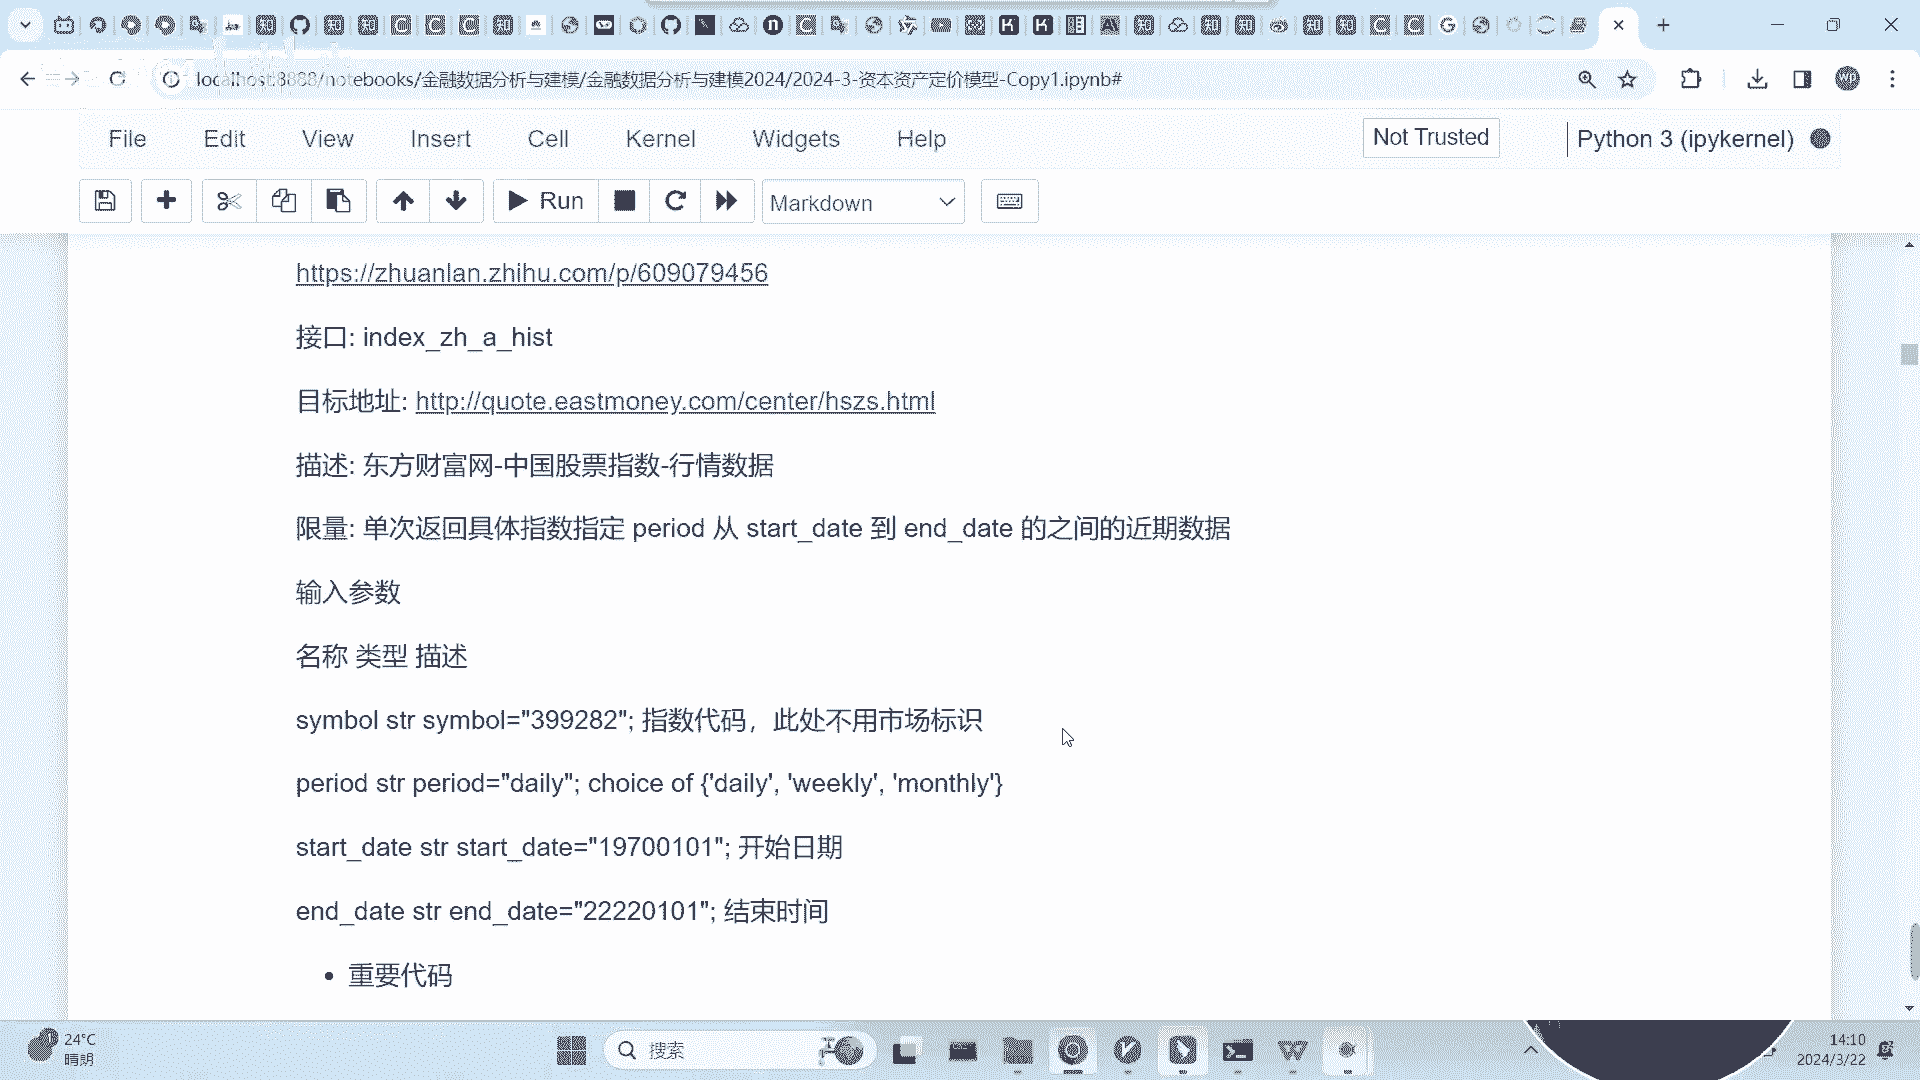 localhost:8888/notebooks/金融数据分析与建模/金融数据分析与建模2024/2024-3-资本资产定价模型-Copy1.ipynb#
File Edit View Insert Cell Kernel Widgets Help
Not Trusted
Python 3 (ipykernel)
Run
Markdown
https://zhuanlan.zhihu.com/p/609079456
接口: index_zh_a_hist
目标地址: http://quote.eastmoney.com/center/hszs.html
描述: 东方财富网-中国股票指数-行情数据
限量: 单次返回具体指数指定 period 从 start_date 到 end_date 的之间的近期数据
输入参数
名称 类型 描述
symbol str symbol="399282"; 指数代码，此处不用市场标识
period str period="daily"; choice of {'daily', 'weekly', 'monthly'}
start_date str start_date="19700101"; 开始日期
end_date str end_date="22220101"; 结束时间
• 重要代码
24°C
晴朗
搜索
14:10
2024/3/22